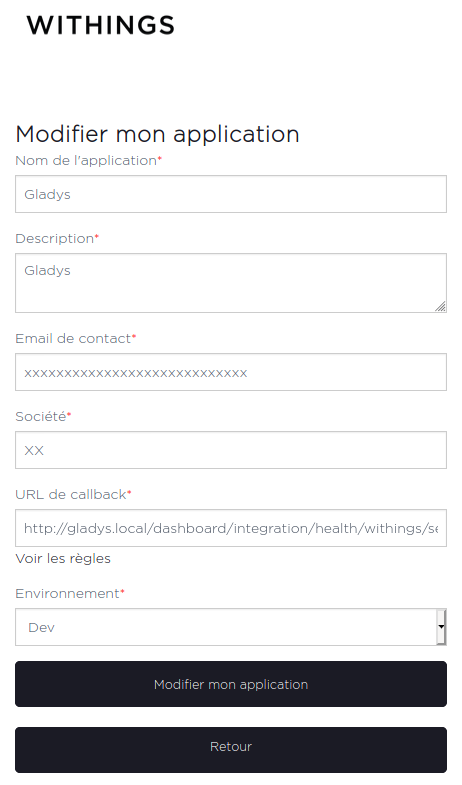 WITHINGS
Modifier mon application
Nom de l'application*
Gladys
Description*
Gladys
Email de contact*
xxxxxxxxxxxxxxxxxxxxxxxxxxxx
Société*
XX
URL de callback*
http://gladys.local/dashboard/integration/health/withings/se
Voir les règles
Environnement*
Dev
Modifier mon application
Retour